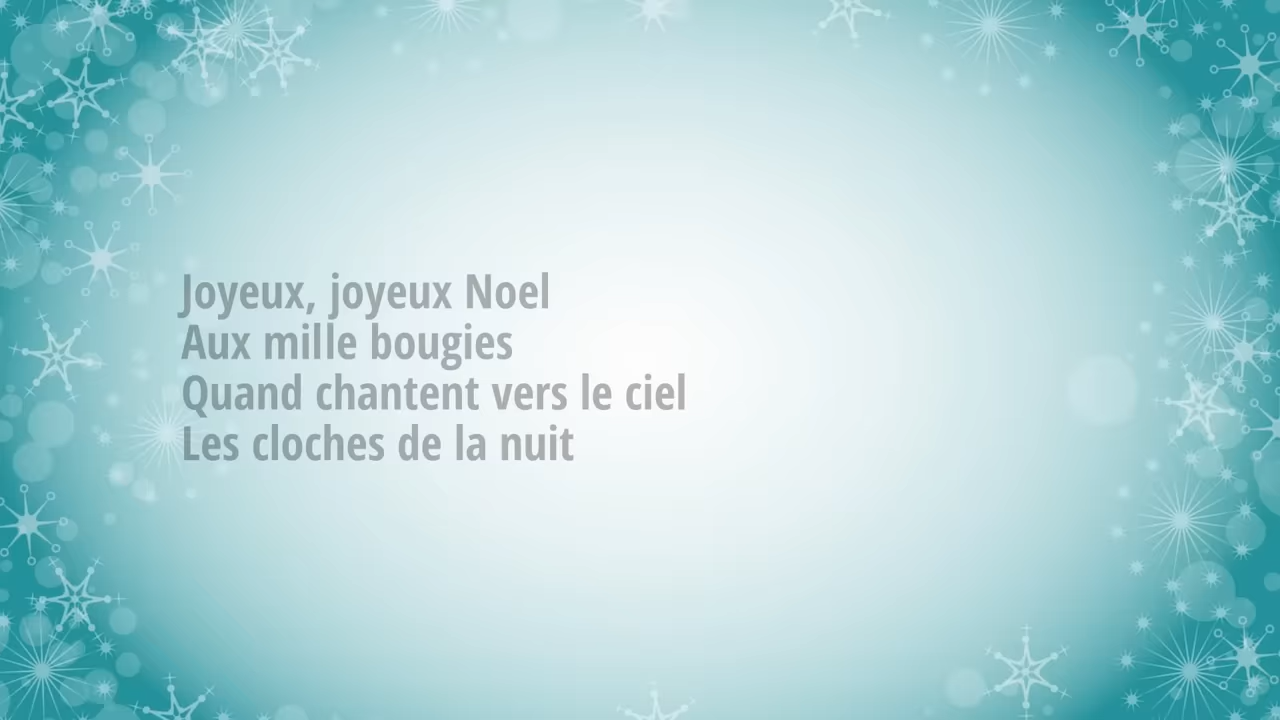 Joyeux, joyeux Noel
Aux mille bougies
Quand chantent vers le ciel
Les cloches de la nuit